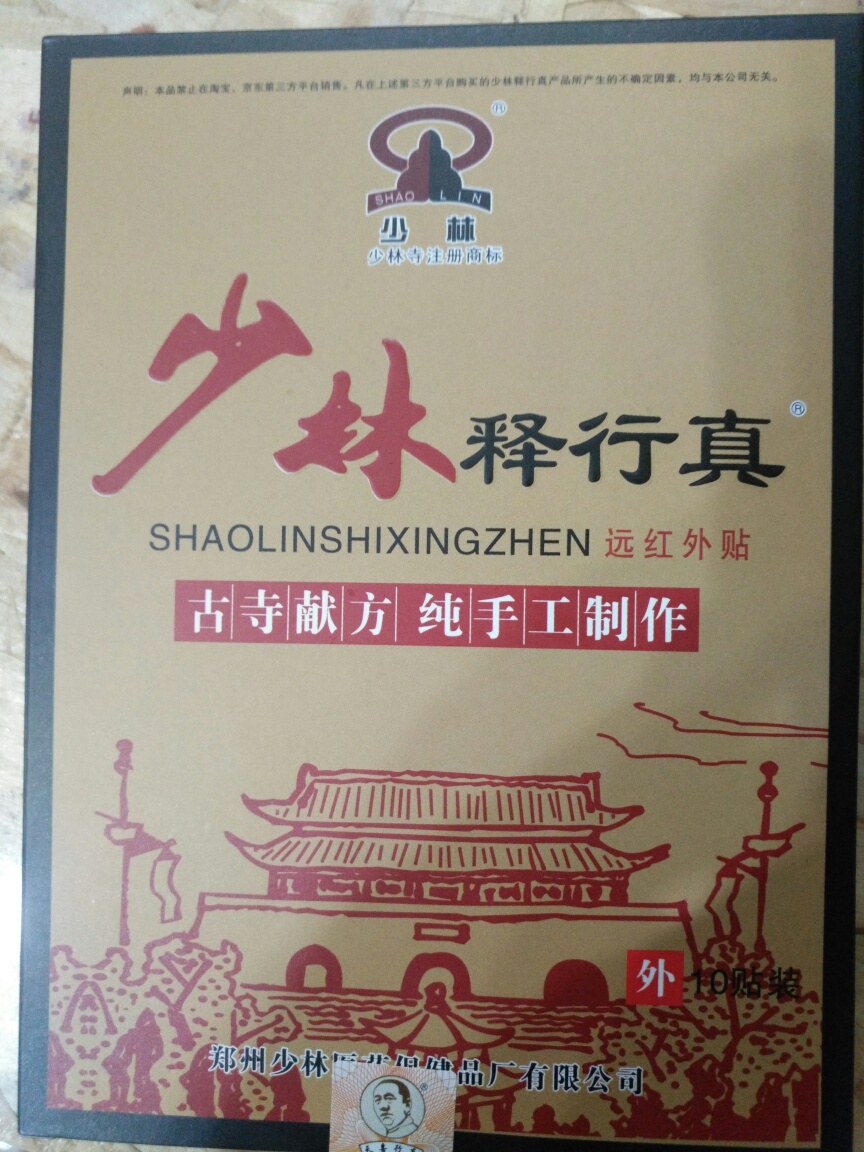 声明：本品禁止在淘宝、京东第三方平台销售。凡在上述第三方平台购买的少林释行真产品所产生的不确定因素，均与本公司无关。
®
SHAO LIN
少林
少林寺注册商标
少林释行真®
SHAOLINSHIXINGZHEN 远红外贴
古寺献方 纯手工制作
外 10贴装
郑州少林医药保健品厂有限公司